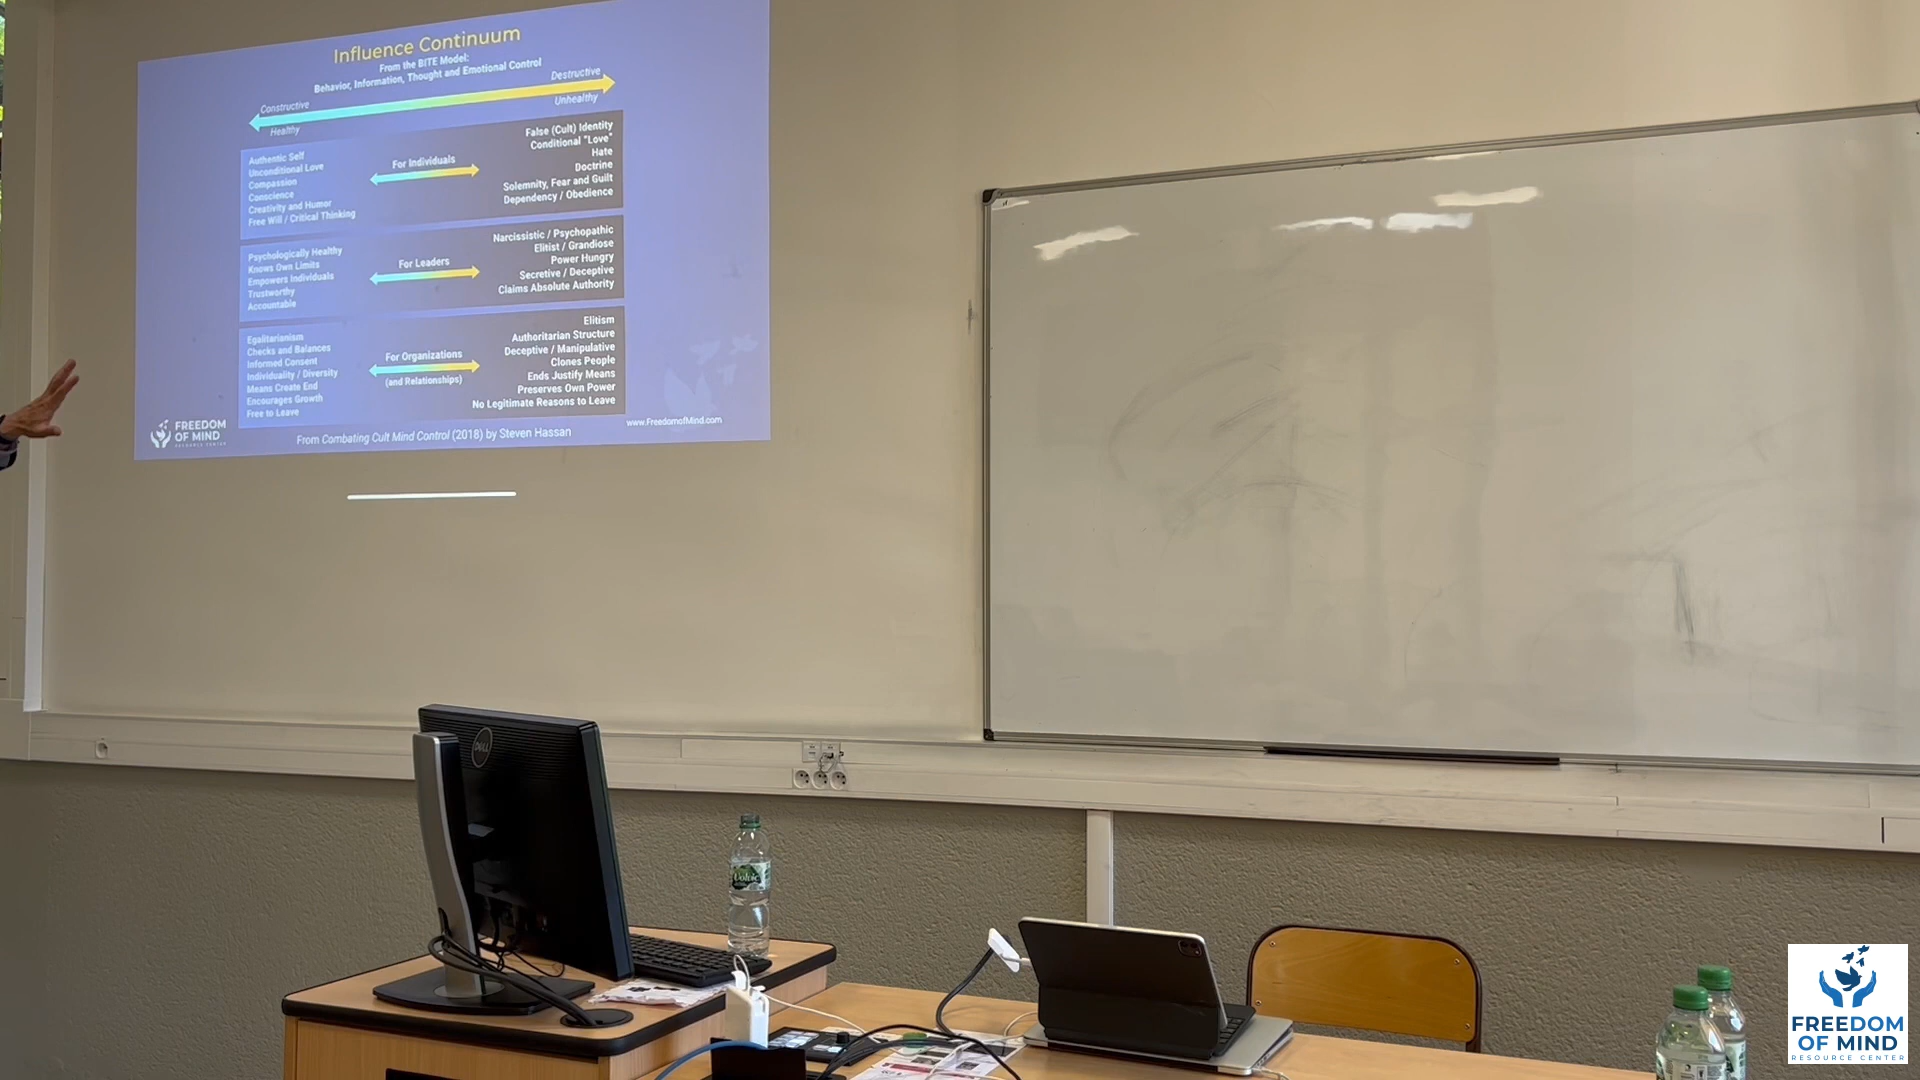 Influence Continuum
From the BITE Model:
Behavior, Information, Thought and Emotional Control
Constructive
Destructive
Healthy
Unhealthy
Authentic Self
Unconditional Love
Compassion
Conscience
Creativity and Humor
Free Will / Critical Thinking
For Individuals
False (Cult) Identity
Conditional "Love"
Hate
Doctrine
Solemnity, Fear and Guilt
Dependency / Obedience
Psychologically Healthy
Knows Own Limits
Empowers Individuals
Trustworthy
Accountable
For Leaders
Narcissistic / Psychopathic
Elitist / Grandiose
Power Hungry
Secretive / Deceptive
Claims Absolute Authority
Egalitarianism
Checks and Balances
Informed Consent
Individuality / Diversity
Means Create End
Encourages Growth
Free to Leave
For Organizations
(and Relationships)
Elitism
Authoritarian Structure
Deceptive / Manipulative
Clones People
Ends Justify Means
Preserves Own Power
No Legitimate Reasons to Leave
FREEDOM
OF MIND
RESOURCE CENTER
From Combating Cult Mind Control (2018) by Steven Hassan
www.FreedomofMind.com
DELL
Volvic
FREEDOM
OF MIND
RESOURCE CENTER